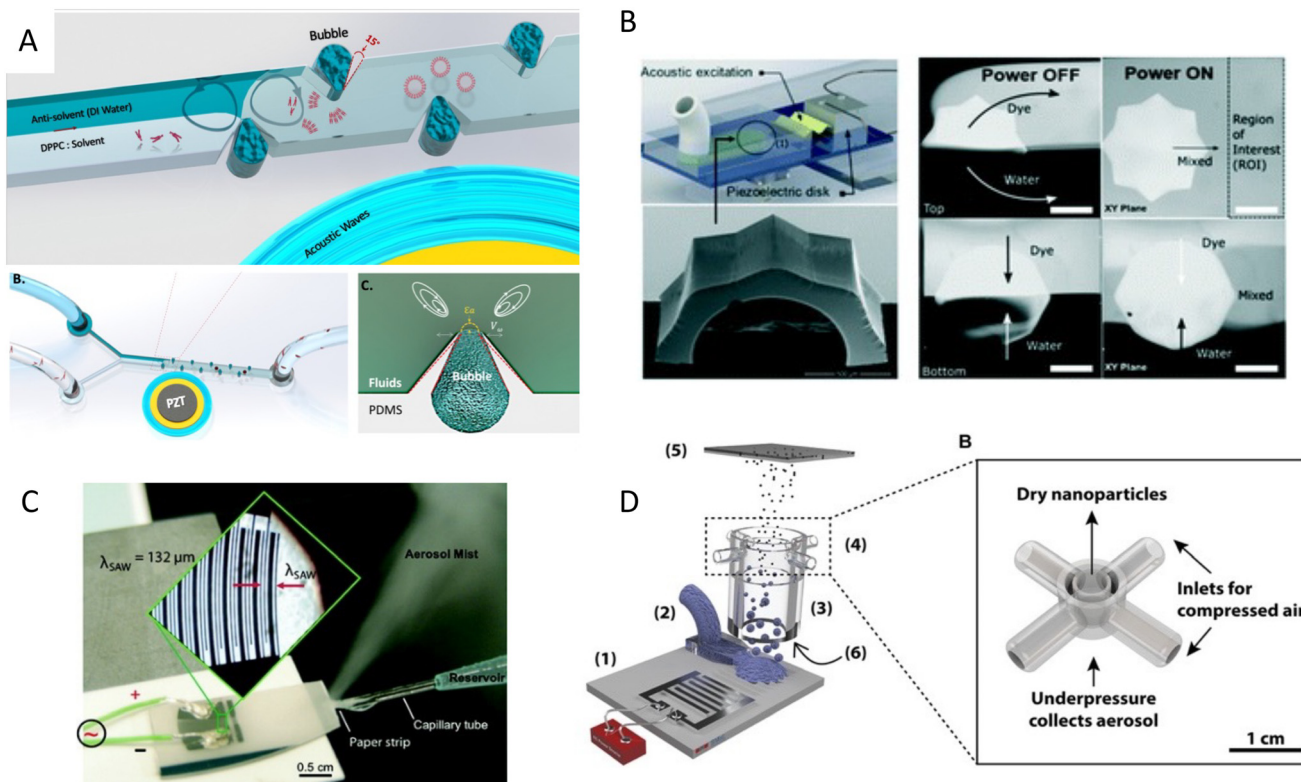 A
Bubble
15°
Anti-solvent (DI Water)
DPPC : Solvent
Acoustic Waves
B.
PZT
C.
Bubble
Fluids
PDMS
B
Acoustic excitation
(1)
Piezoelectric disk
Power OFF
Dye
Water
Top
Power ON
Mixed
XY Plane
Region
of
Interest
(ROI)
Dye
Water
Bottom
Dye
Mixed
Water
XY Plane
C
λSAW = 132 µm
λSAW
Aerosol Mist
Reservoir
Capillary tube
Paper strip
+
~
−
0.5 cm
D
(5)
(4)
(3)
(2)
(6)
(1)
B
Dry nanoparticles
Inlets for
compressed air
Underpressure
collects aerosol
1 cm